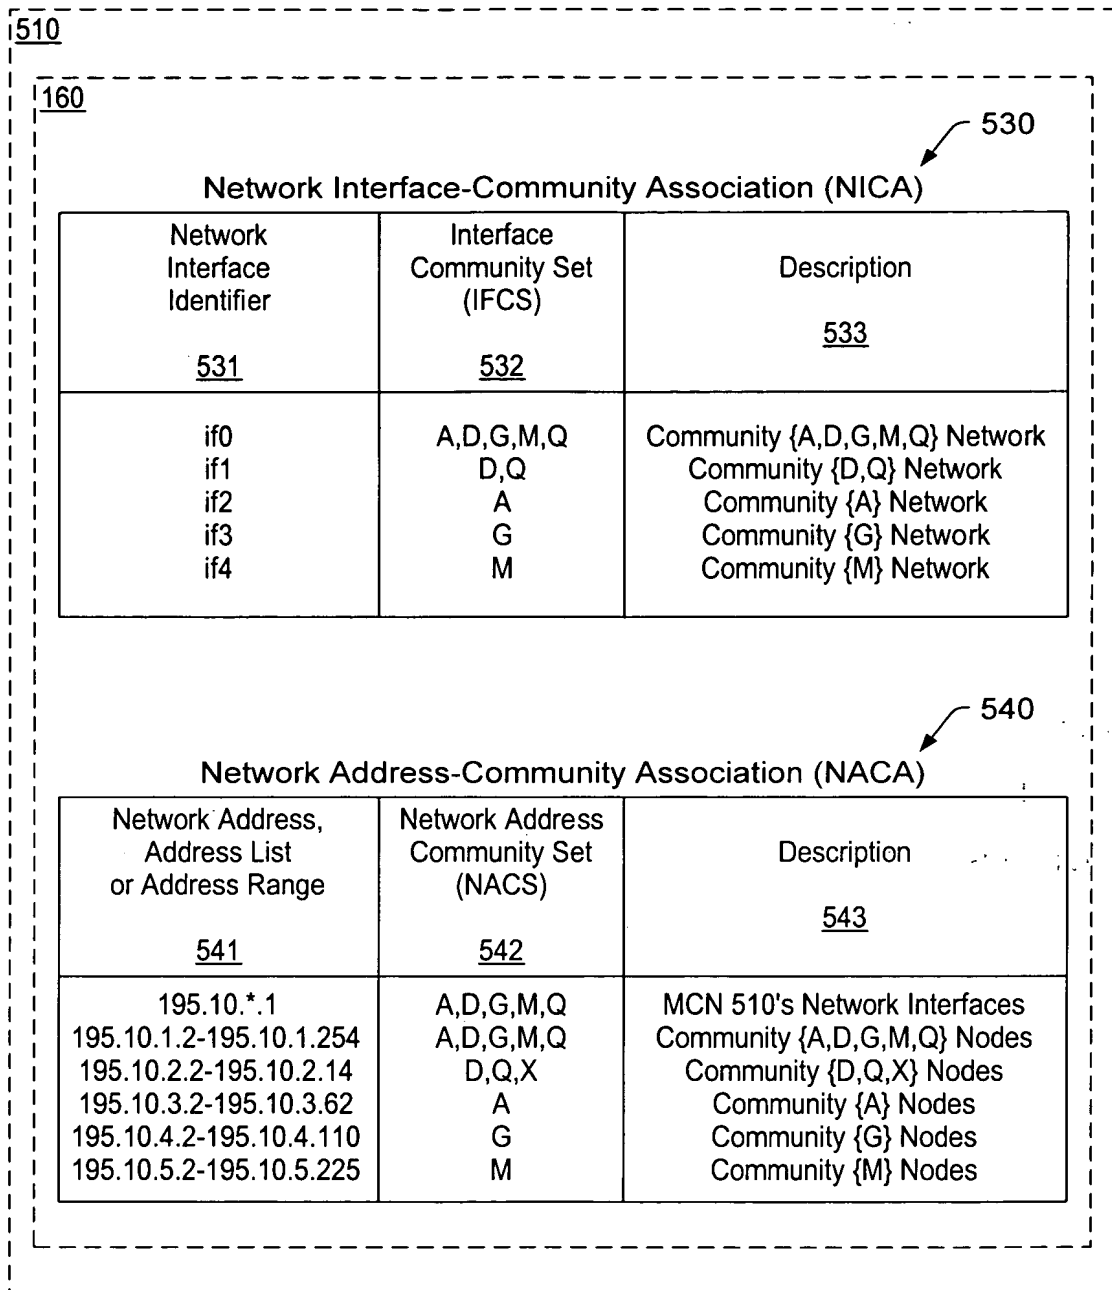 510
160
530
Network Interface-Community Association (NICA)
Network Interface Identifier 531
Interface Community Set (IFCS) 532
Description 533
if0 A,D,G,M,Q Community {A,D,G,M,Q} Network
if1 D,Q Community {D,Q} Network
if2 A Community {A} Network
if3 G Community {G} Network
if4 M Community {M} Network
540
Network Address-Community Association (NACA)
Network Address, Address List or Address Range 541
Network Address Community Set (NACS) 542
Description 543
195.10.*.1 A,D,G,M,Q MCN 510's Network Interfaces
195.10.1.2-195.10.1.254 A,D,G,M,Q Community {A,D,G,M,Q} Nodes
195.10.2.2-195.10.2.14 D,Q,X Community {D,Q,X} Nodes
195.10.3.2-195.10.3.62 A Community {A} Nodes
195.10.4.2-195.10.4.110 G Community {G} Nodes
195.10.5.2-195.10.5.225 M Community {M} Nodes